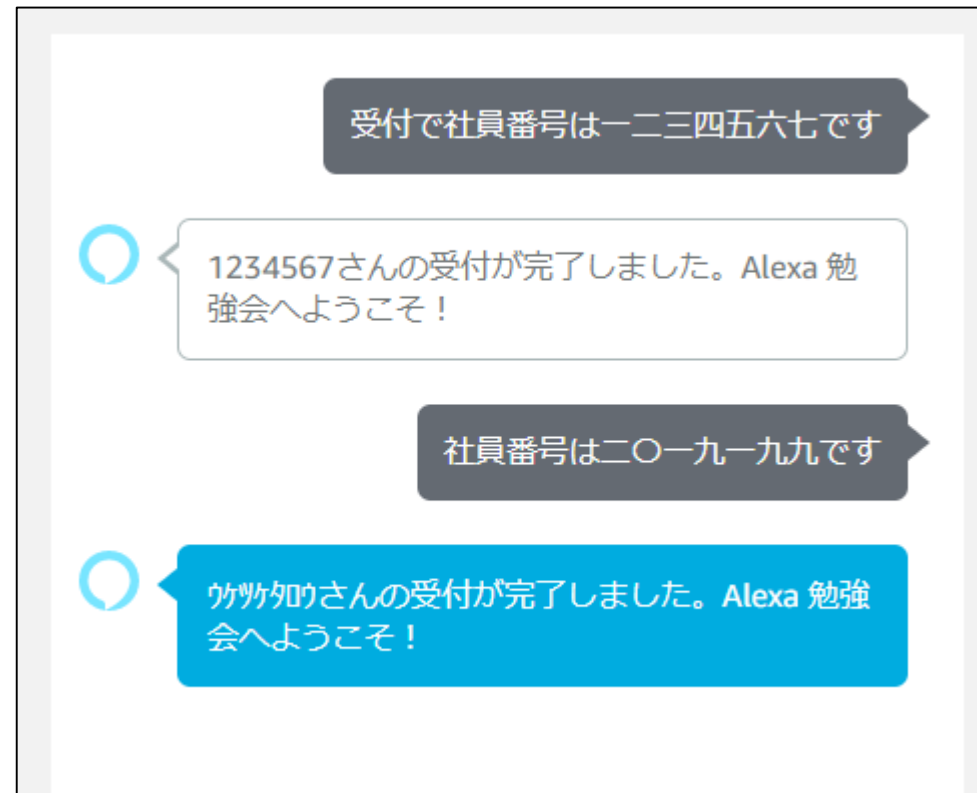 受付で社員番号は一二三四五六七です
1234567さんの受付が完了しました。Alexa 勉
強会へようこそ！
社員番号は二〇一九一九九です
ｳｹﾂｹﾀﾛｳさんの受付が完了しました。Alexa 勉強
会へようこそ！